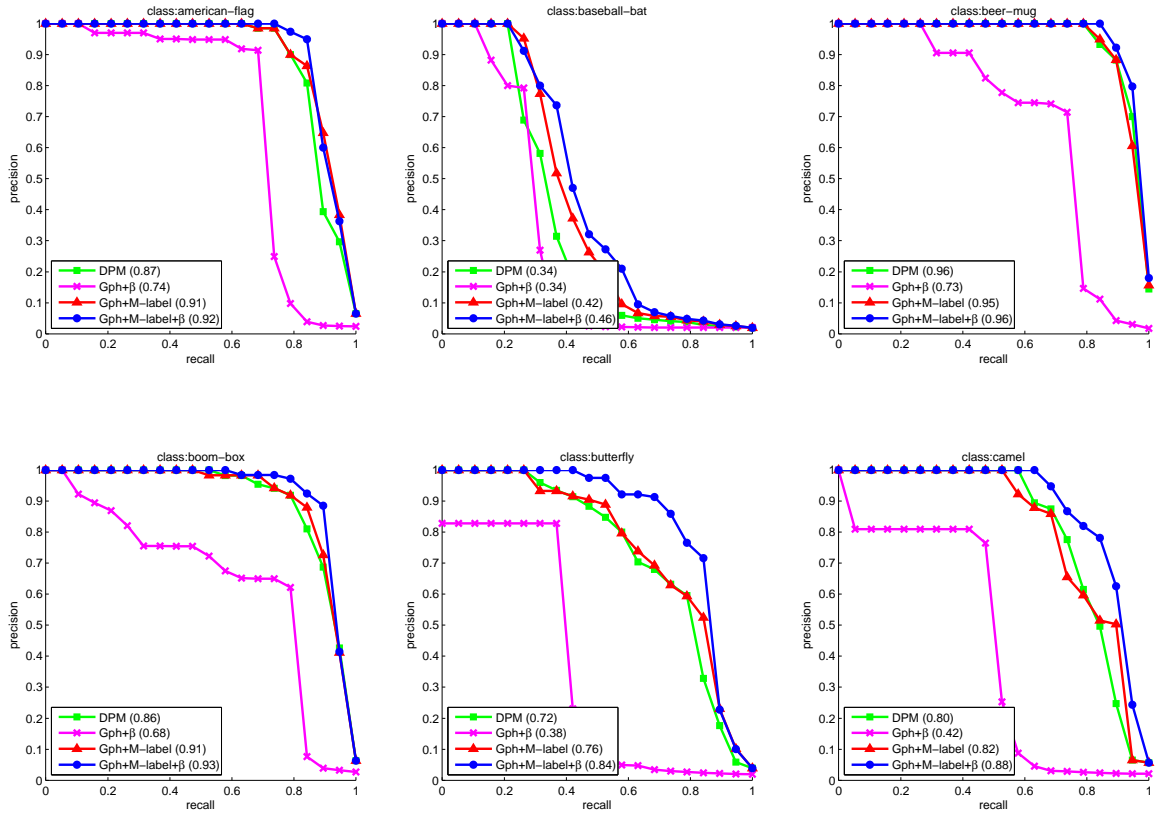 class:american-flag
1
0.9
0.8
0.7
0.6
0.5
0.4
0.3
0.2
0.1
0
precision
DPM (0.87)
Gph+β (0.74)
Gph+M-label (0.91)
Gph+M-label+β (0.92)
0 0.2 0.4 0.6 0.8 1
recall
class:baseball-bat
1
0.9
0.8
0.7
0.6
0.5
0.4
0.3
0.2
0.1
0
precision
DPM (0.34)
Gph+β (0.34)
Gph+M-label (0.42)
Gph+M-label+β (0.46)
0 0.2 0.4 0.6 0.8 1
recall
class:beer-mug
1
0.9
0.8
0.7
0.6
0.5
0.4
0.3
0.2
0.1
0
precision
DPM (0.96)
Gph+β (0.73)
Gph+M-label (0.95)
Gph+M-label+β (0.96)
0 0.2 0.4 0.6 0.8 1
recall
class:boom-box
1
0.9
0.8
0.7
0.6
0.5
0.4
0.3
0.2
0.1
0
precision
DPM (0.86)
Gph+β (0.68)
Gph+M-label (0.91)
Gph+M-label+β (0.93)
0 0.2 0.4 0.6 0.8 1
recall
class:butterfly
1
0.9
0.8
0.7
0.6
0.5
0.4
0.3
0.2
0.1
0
precision
DPM (0.72)
Gph+β (0.38)
Gph+M-label (0.76)
Gph+M-label+β (0.84)
0 0.2 0.4 0.6 0.8 1
recall
class:camel
1
0.9
0.8
0.7
0.6
0.5
0.4
0.3
0.2
0.1
0
precision
DPM (0.80)
Gph+β (0.42)
Gph+M-label (0.82)
Gph+M-label+β (0.88)
0 0.2 0.4 0.6 0.8 1
recall